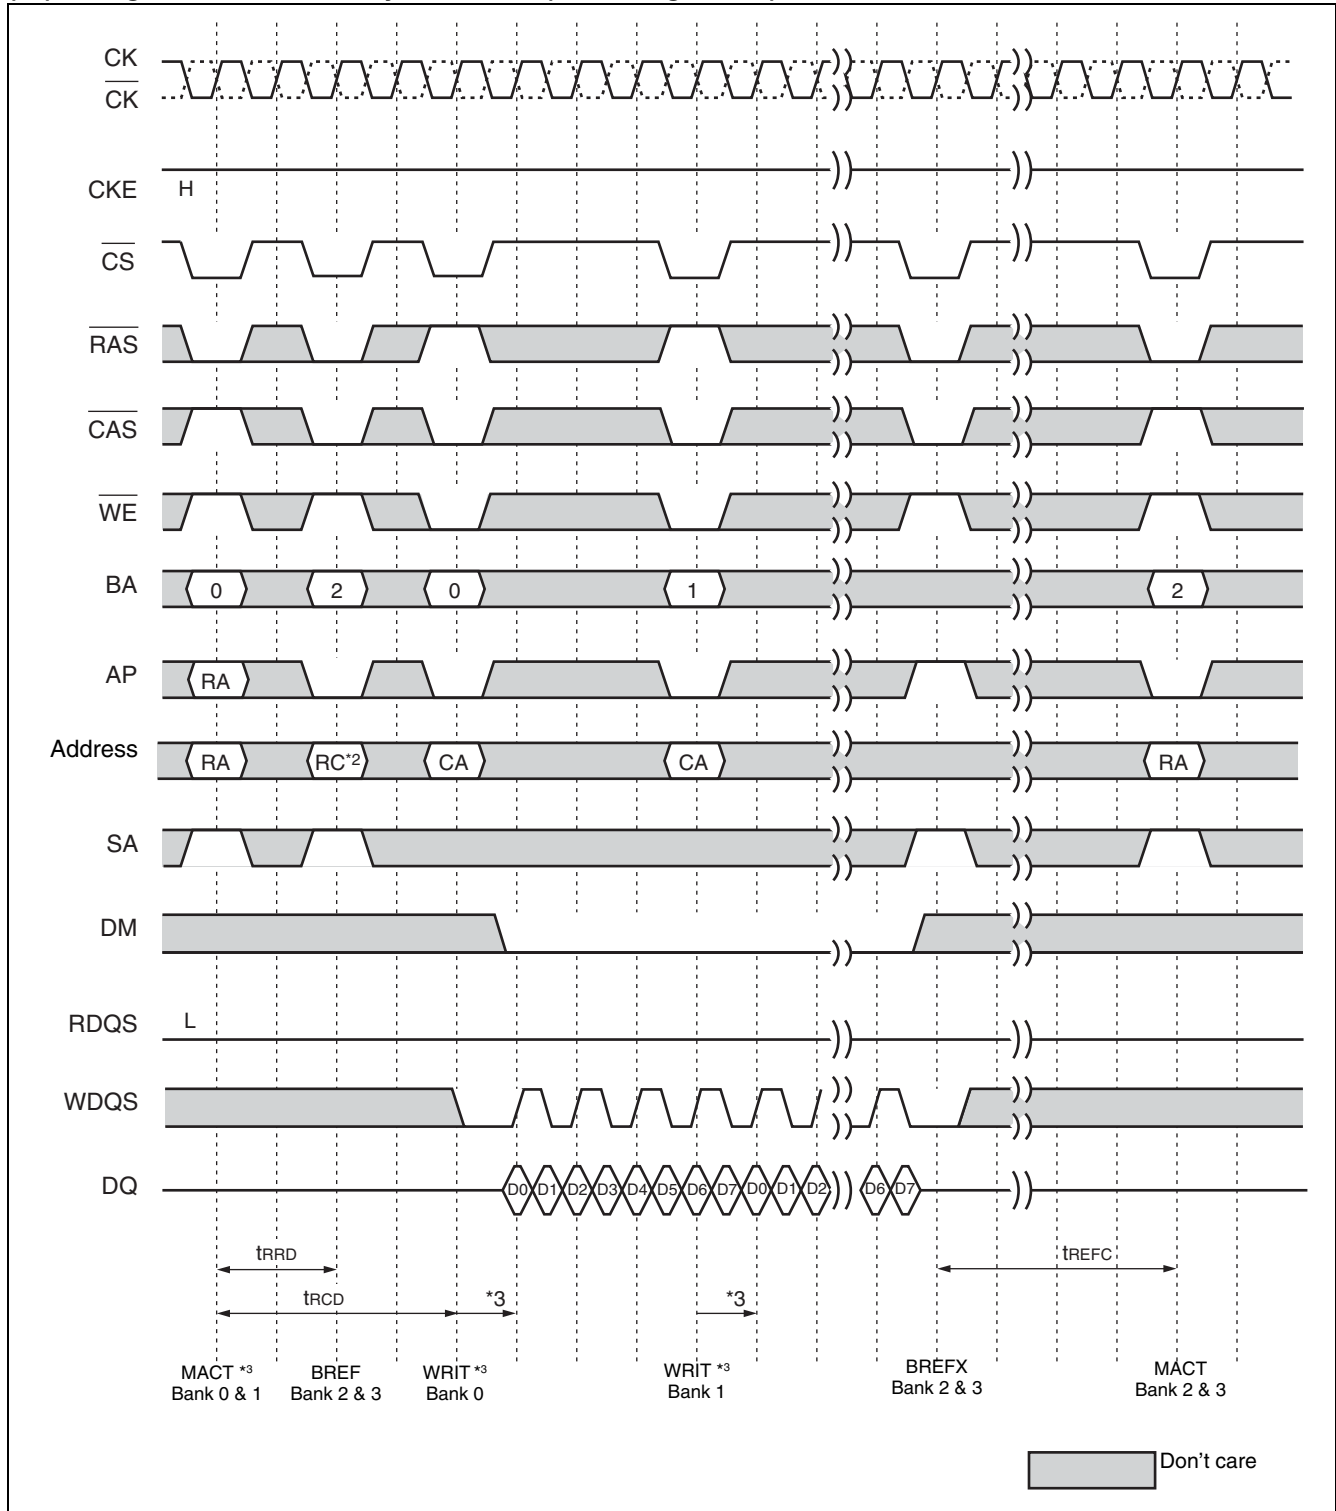 CK
CK
CKE H
CS
RAS
CAS
WE
BA 0 2 0 1 2
AP RA
Address RA RC*2 CA CA RA
SA
DM
RDQS L
WDQS
DQ D0 D1 D2 D3 D4 D5 D6 D7 D0 D1 D2 D6 D7
tRRD tREFC
tRCD *3 *3
MACT *3 BREF WRIT *3 WRIT *3 BREFX MACT
Bank 0 & 1 Bank 2 & 3 Bank 0 Bank 1 Bank 2 & 3 Bank 2 & 3
Don't care